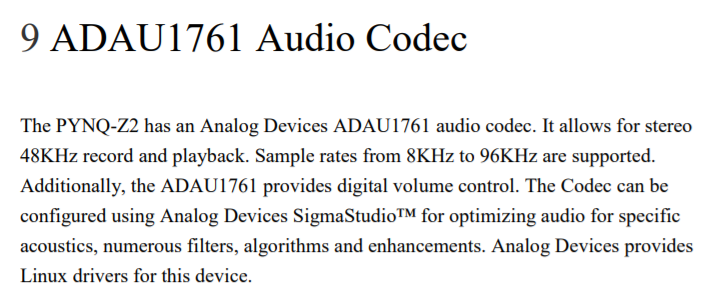 9 ADAU1761 Audio Codec
The PYNQ-Z2 has an Analog Devices ADAU1761 audio codec. It allows for stereo
48KHz record and playback. Sample rates from 8KHz to 96KHz are supported.
Additionally, the ADAU1761 provides digital volume control. The Codec can be
configured using Analog Devices SigmaStudio™ for optimizing audio for specific
acoustics, numerous filters, algorithms and enhancements. Analog Devices provides
Linux drivers for this device.